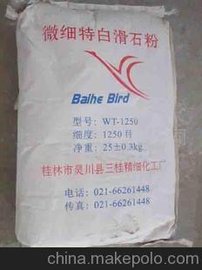 微细特白滑石粉
Baihe Bird
型号：WT-1250
细度：1250目
净重：25±0.3kg
桂林市灵川县三桂精细化工厂
电话：021-66261448
传真：021-66261448
china.makepolo.com